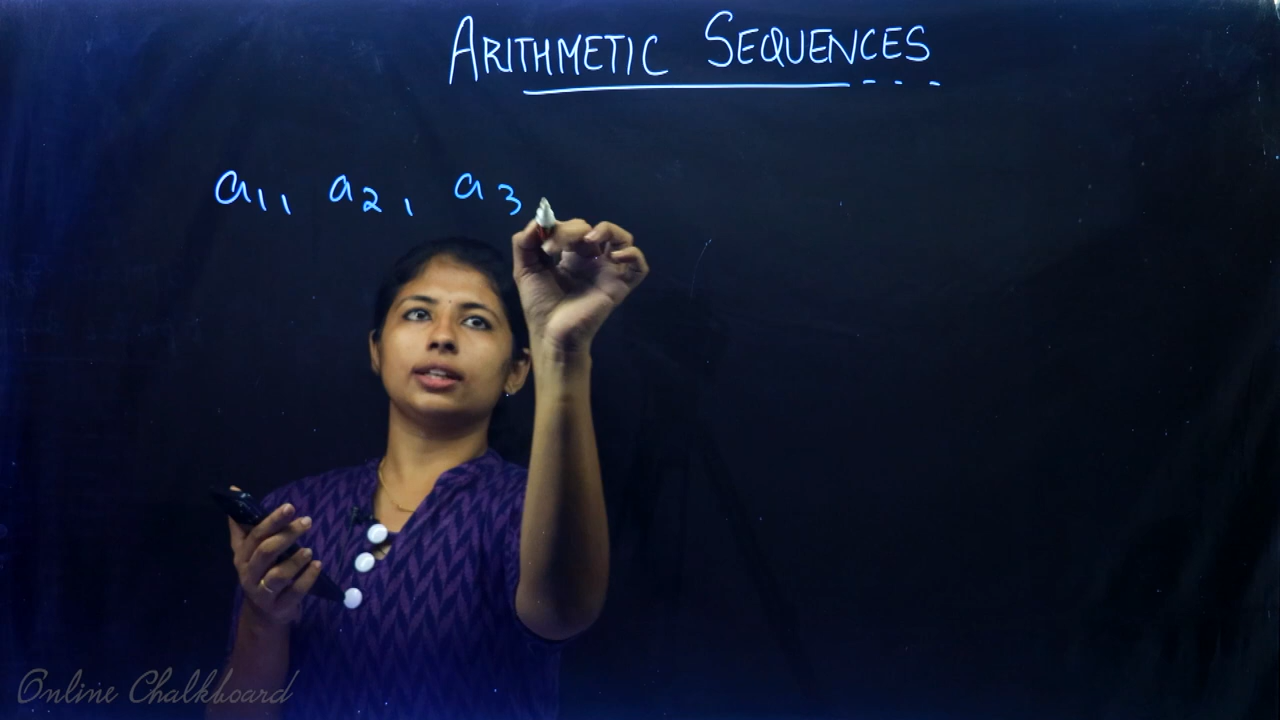 ARITHMETIC SEQUENCES
a₁, a₂, a₃
Online Chalkboard